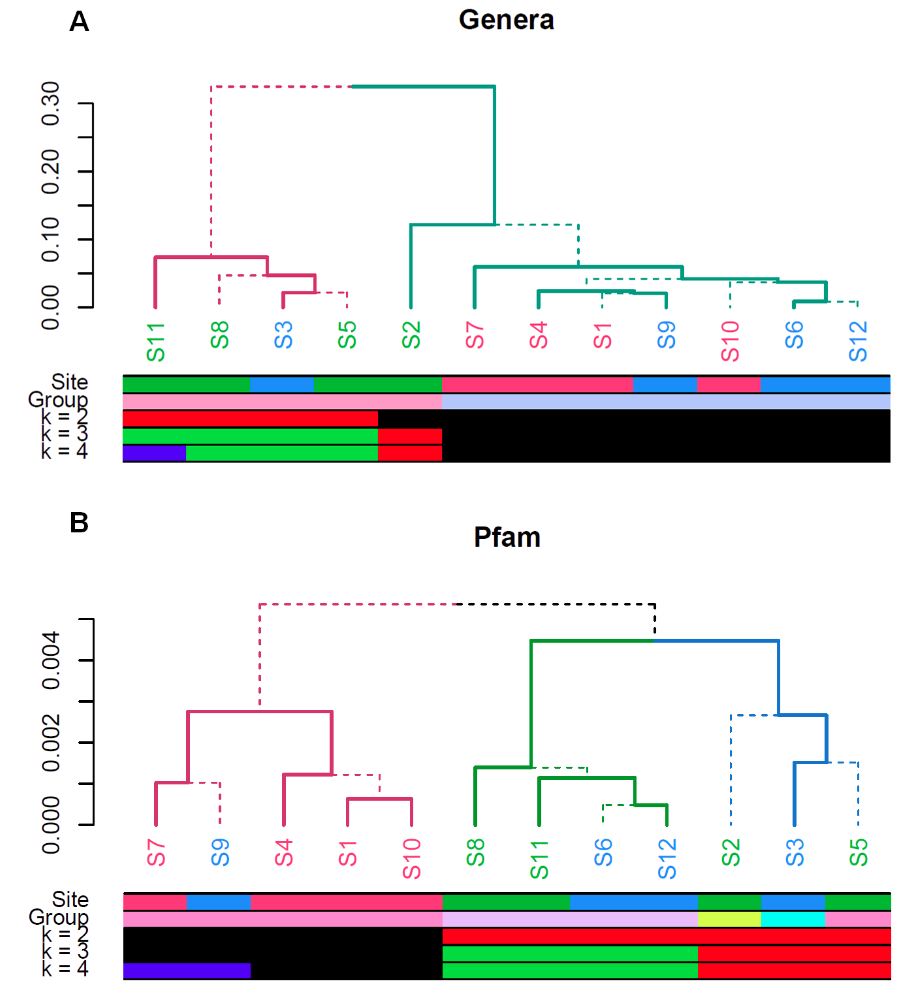 A
Genera
0.30
0.20
0.10
0.00
S11 S8 S3 S5 S2 S7 S4 S1 S9 S10 S6 S12
Site
Group
k = 2
k = 3
k = 4
B
Pfam
0.004
0.002
0.000
S7 S9 S4 S1 S10 S8 S11 S6 S12 S2 S3 S5
Site
Group
k = 2
k = 3
k = 4